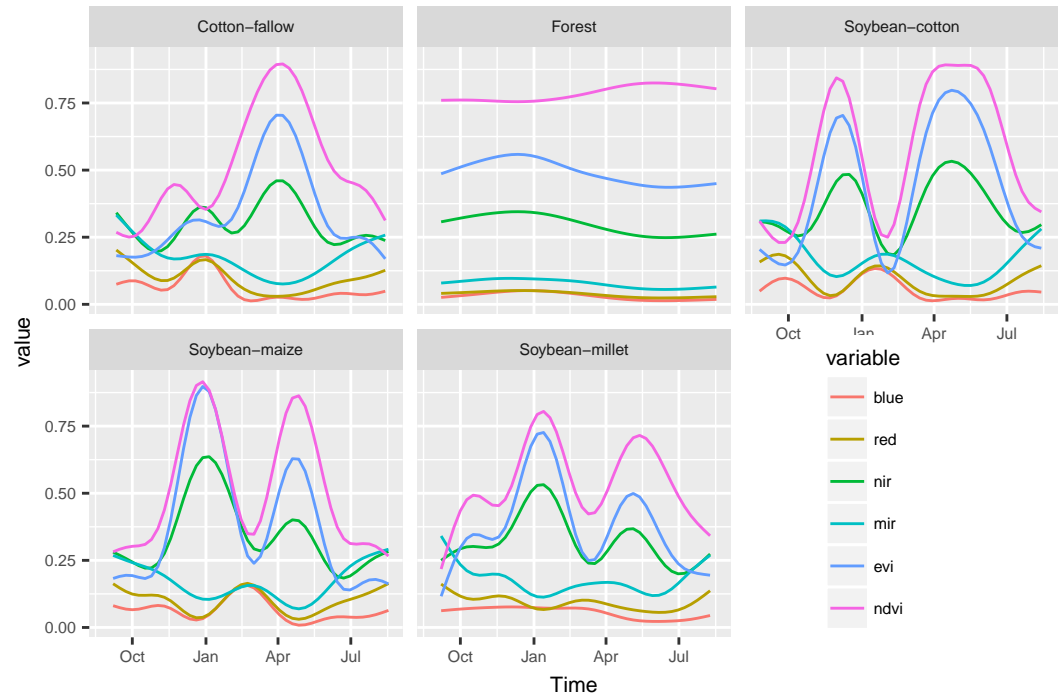 Cotton−fallow
Forest
Soybean−cotton
0.75
0.50
0.25
0.00
Oct
Jan
Apr
Jul
value
Soybean−maize
Soybean−millet
0.75
0.50
0.25
0.00
Oct
Jan
Apr
Jul
Oct
Jan
Apr
Jul
Time
variable
blue
red
nir
mir
evi
ndvi